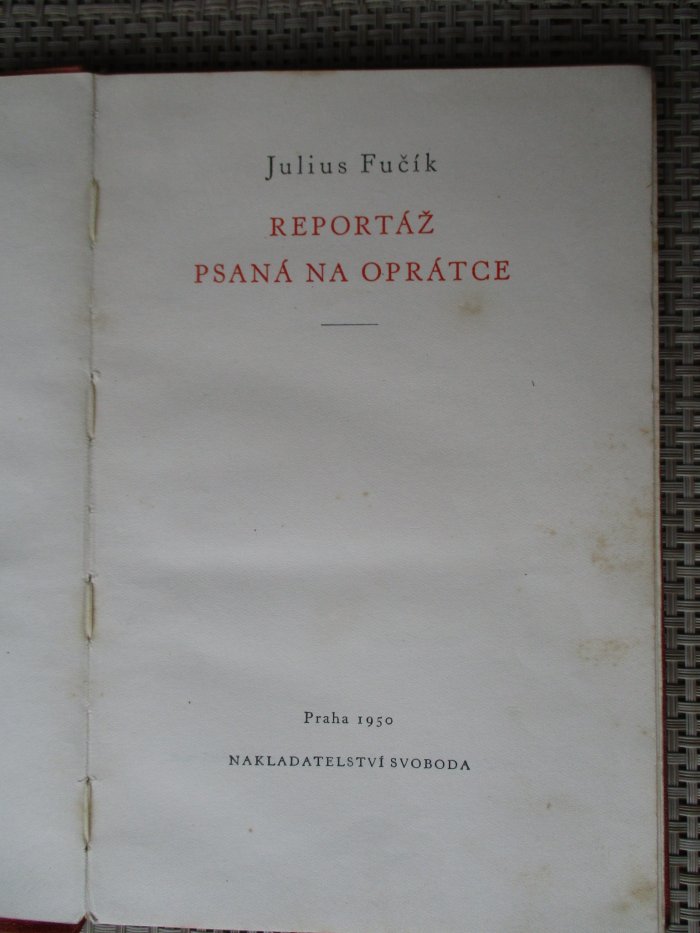 Julius Fučík
REPORTÁŽ
PSANÁ NA OPRÁTCE
Praha 1950
NAKLADATELSTVÍ SVOBODA